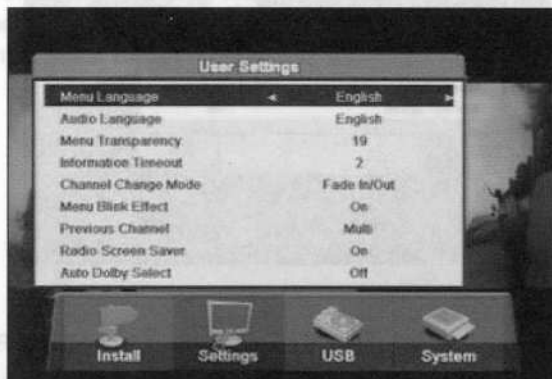 User Settings
Menu Language English
Audio Language English
Menu Transparency 19
Information Timeout 2
Channel Change Mode Fade In/Out
Menu Blink Effect On
Previous Channel Multi
Radio Screen Saver On
Auto Dolby Select Off
Install Settings USB System